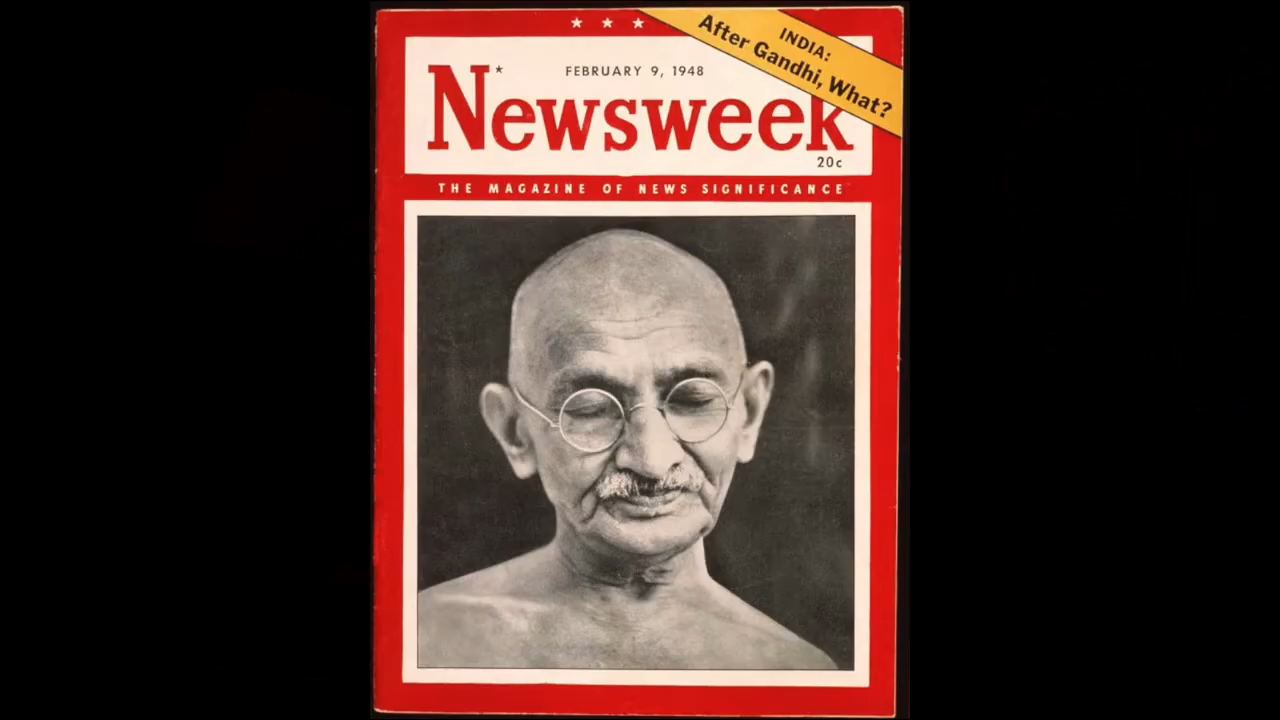 INDIA:
After Gandhi, What?
FEBRUARY 9, 1948
Newsweek
20c
THE MAGAZINE OF NEWS SIGNIFICANCE